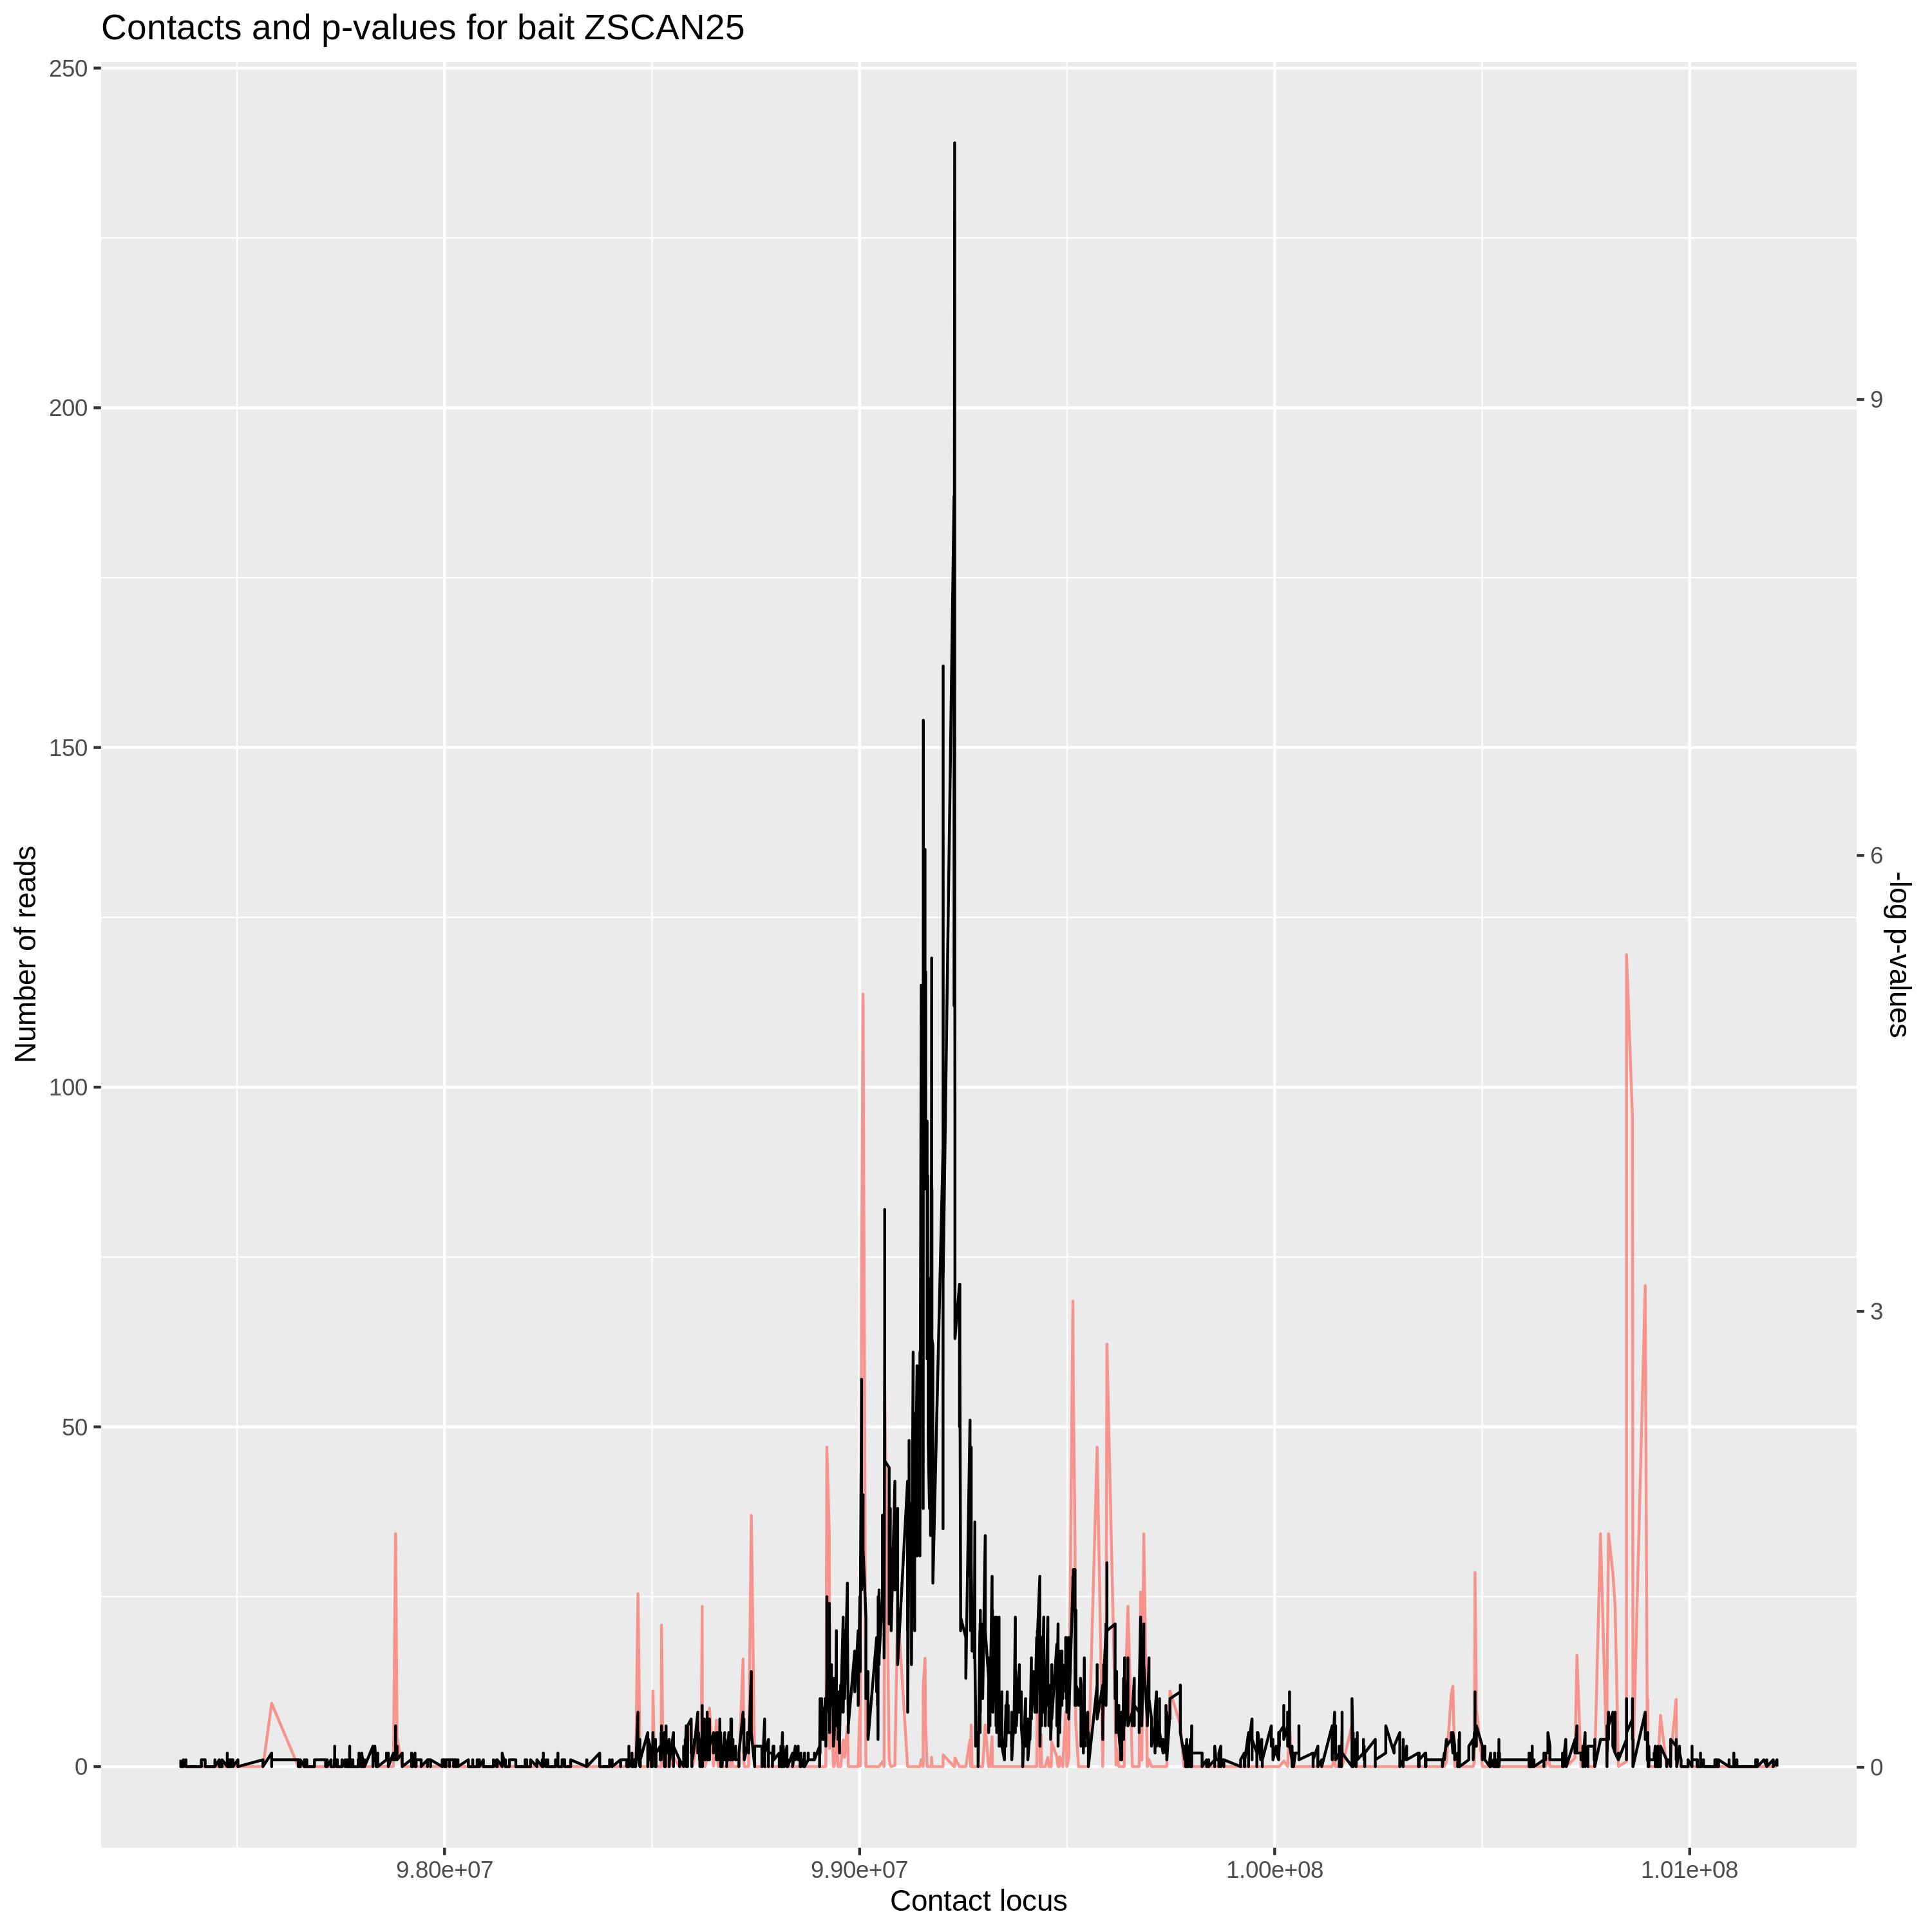 Contacts and p-values for bait ZSCAN25
250
200
150
100
50
0
Number of reads
9
6
3
0
-log p-values
9.80e+07
9.90e+07
1.00e+08
1.01e+08
Contact locus